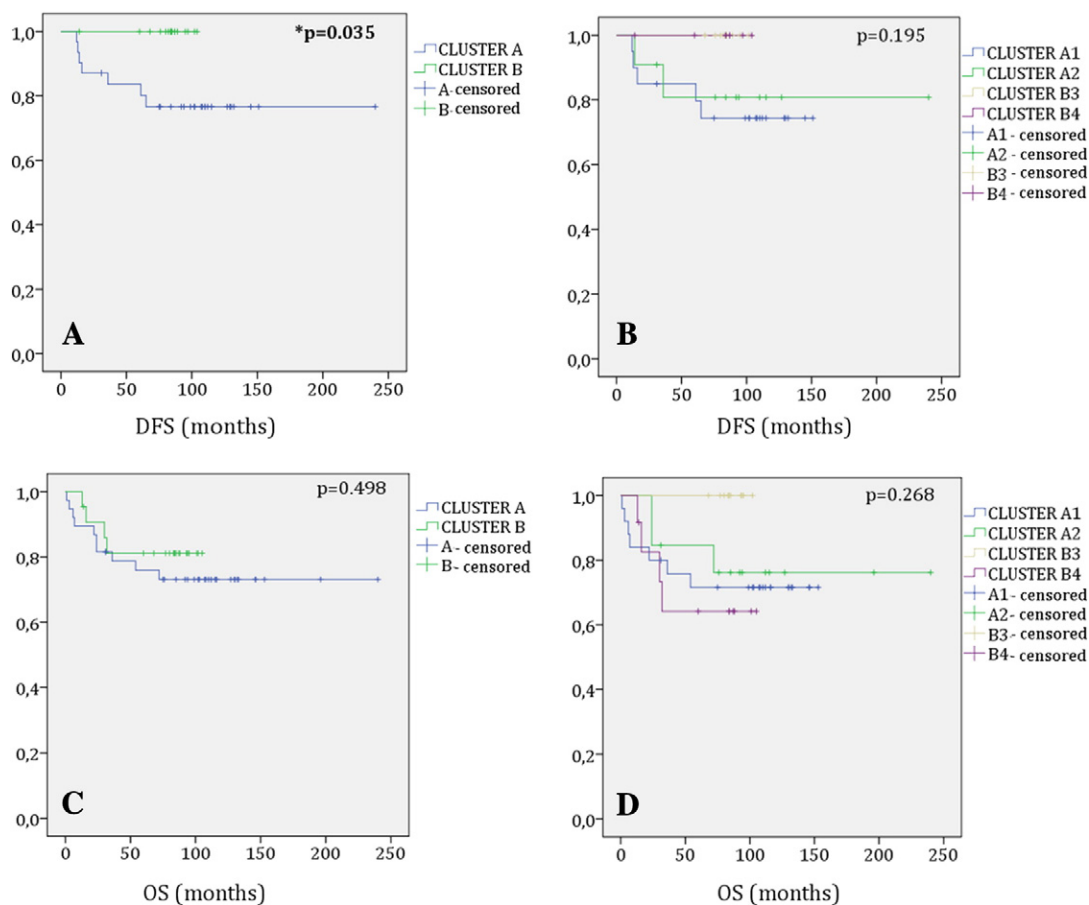 *p=0.035
1,0
0,8
0,6
0,4
0,2
0,0
A
0 50 100 150 200 250
DFS (months)
CLUSTER A
CLUSTER B
A-censored
B-censored
p=0.195
1,0
0,8
0,6
0,4
0,2
0,0
B
0 50 100 150 200 250
DFS (months)
CLUSTER A1
CLUSTER A2
CLUSTER B3
CLUSTER B4
A1- censored
A2- censored
B3 - censored
B4- censored
p=0.498
1,0
0,8
0,6
0,4
0,2
0,0
C
0 50 100 150 200 250
OS (months)
CLUSTER A
CLUSTER B
A- censored
B- censored
p=0.268
1,0
0,8
0,6
0,4
0,2
0,0
D
0 50 100 150 200 250
OS (months)
CLUSTER A1
CLUSTER A2
CLUSTER B3
CLUSTER B4
A1- censored
A2- censored
B3 - censored
B4- censored